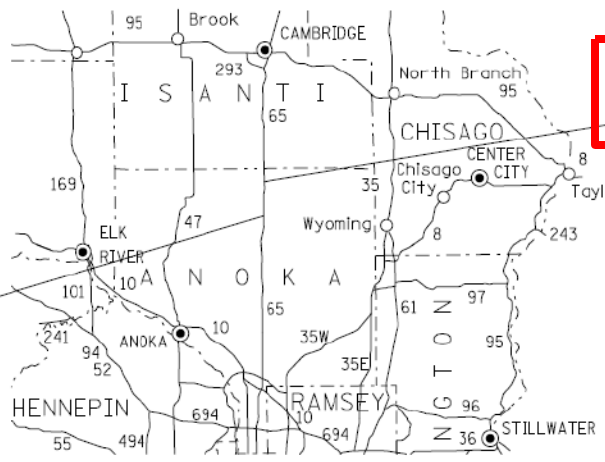 95
Brook
CAMBRIDGE
293
North Branch
I S A N T I
95
65
CHISAGO
8
CENTER
CITY
169
35
Chisago
City
Tayl
47
Wyoming
8
243
ELK
RIVER
10
A N O K A
101
65
61
97
241
ANOKA
10
35W
95
94
52
35E
NGTON
HENNEPIN
694
RAMSEY
10
96
STILLWATER
55
494
694
36